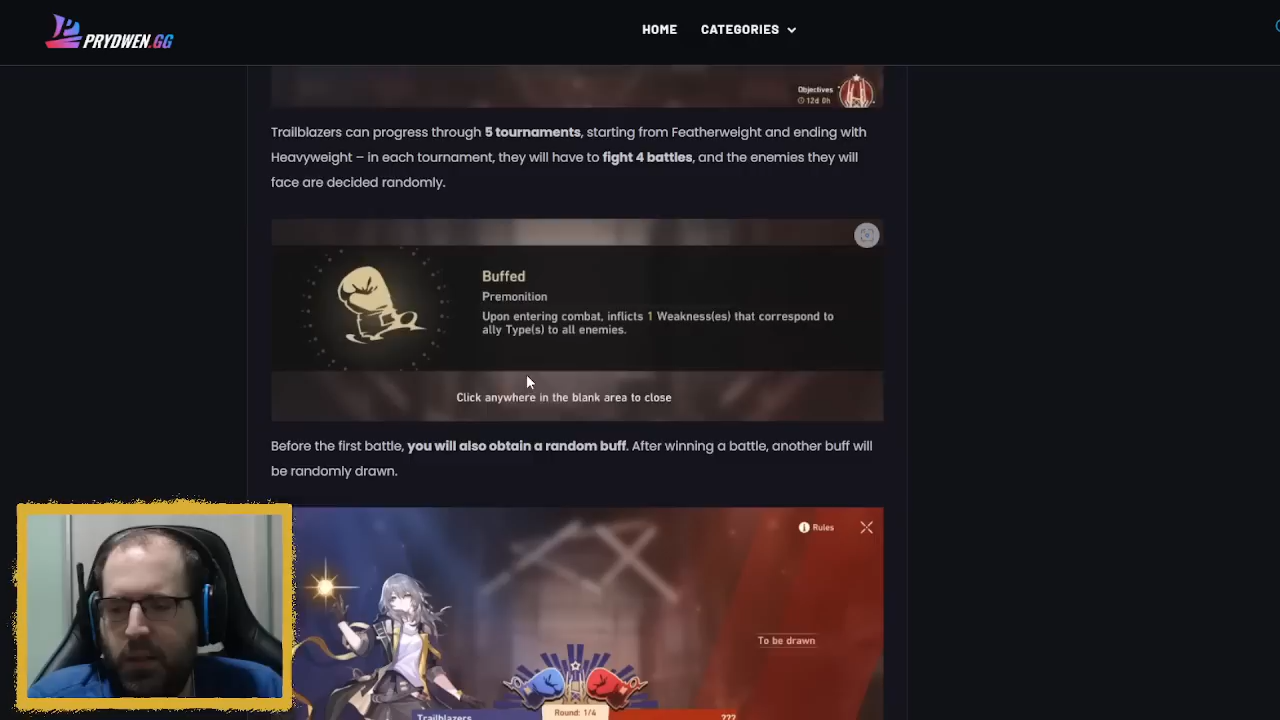 PRYDWEN.GG
HOME
CATEGORIES
Objectives
12d 0h
Trailblazers can progress through 5 tournaments, starting from Featherweight and ending with
Heavyweight – in each tournament, they will have to fight 4 battles, and the enemies they will
face are decided randomly.
Buffed
Premonition
Upon entering combat, inflicts 1 Weakness(es) that correspond to
ally Type(s) to all enemies.
Click anywhere in the blank area to close
Before the first battle, you will also obtain a random buff. After winning a battle, another buff will
be randomly drawn.
Rules
To be drawn
Round: 1/4
Trailblazers
???